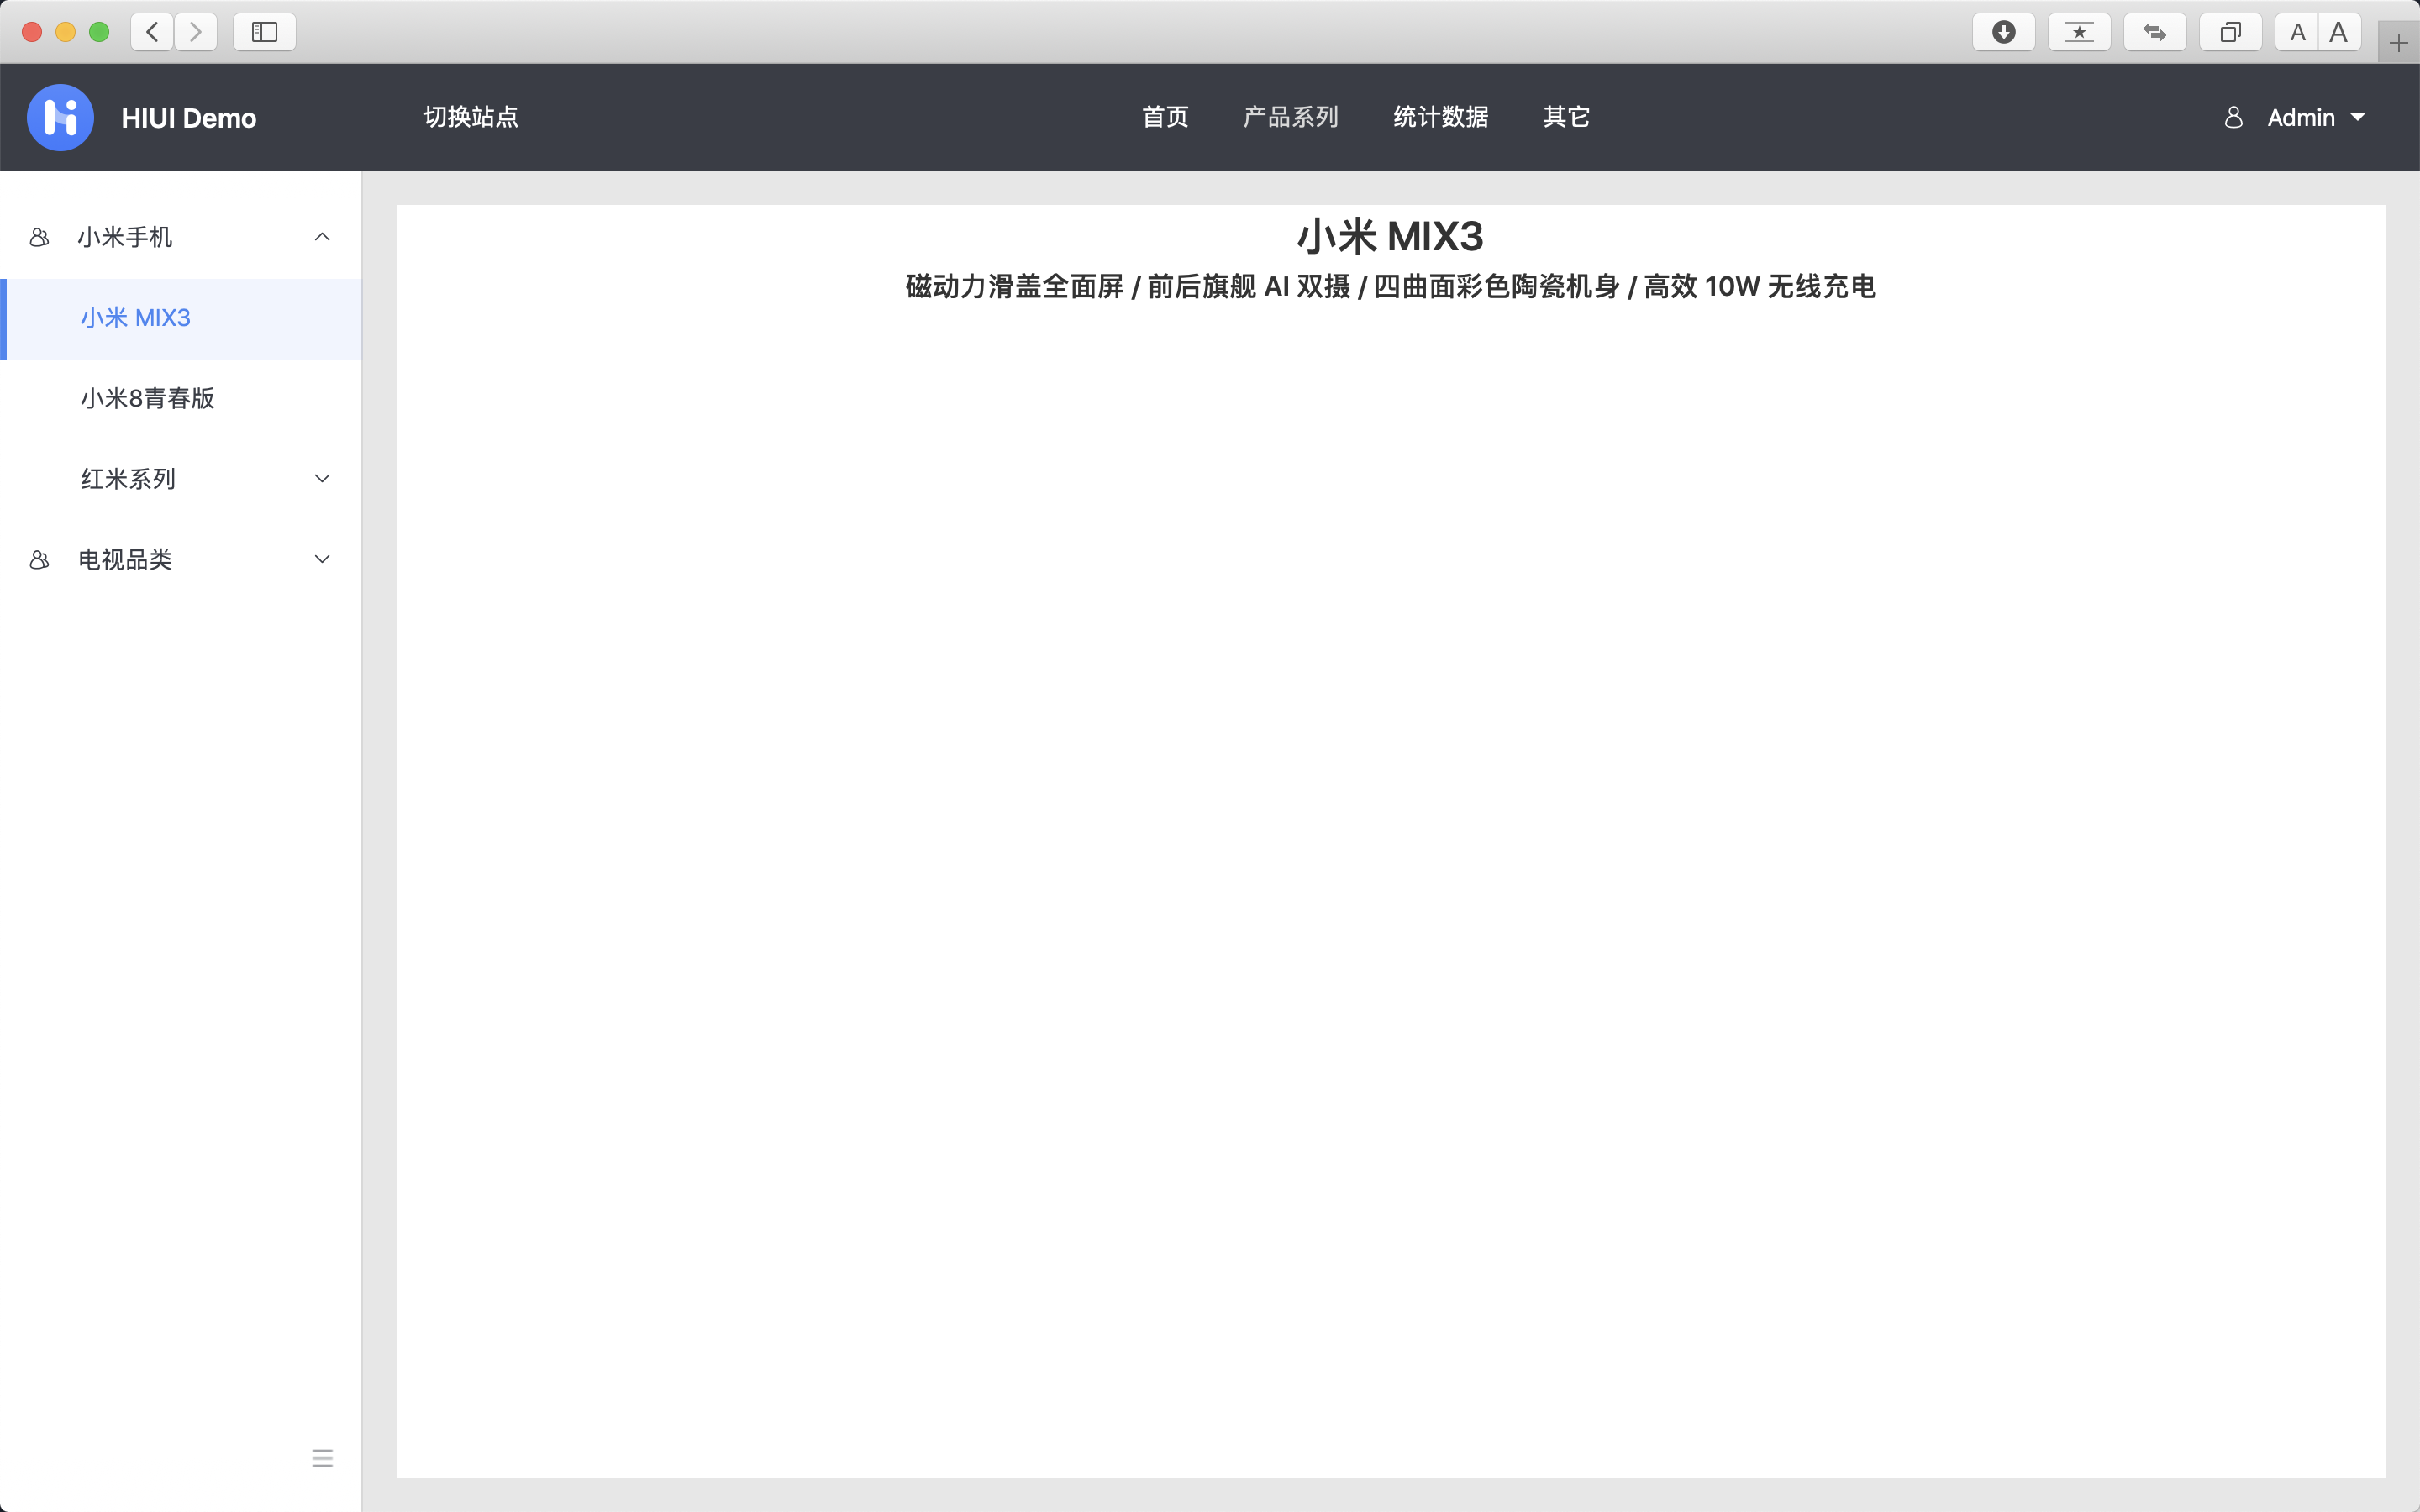 A A
HIUI Demo 切换站点 首页 产品系列 统计数据 其它 Admin
小米手机
小米 MIX3
小米8青春版
红米系列
电视品类
小米 MIX3
磁动力滑盖全面屏 / 前后旗舰 AI 双摄 / 四曲面彩色陶瓷机身 / 高效 10W 无线充电